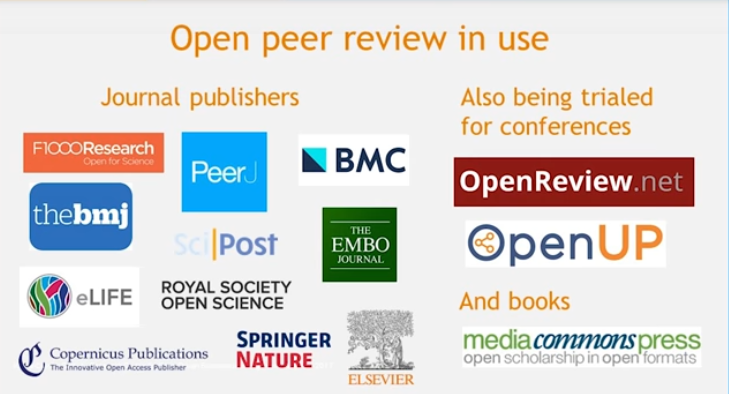 Open peer review in use
Journal publishers
F1000Research
Open for Science
PeerJ
BMC
thebmj
Sci|Post
THE
EMBO
JOURNAL
eLIFE
ROYAL SOCIETY
OPEN SCIENCE
Copernicus Publications
The Innovative Open Access Publisher
SPRINGER
NATURE
ELSEVIER
Also being trialed
for conferences
OpenReview.net
OpenUP
And books
mediacommonspress
open scholarship in open formats